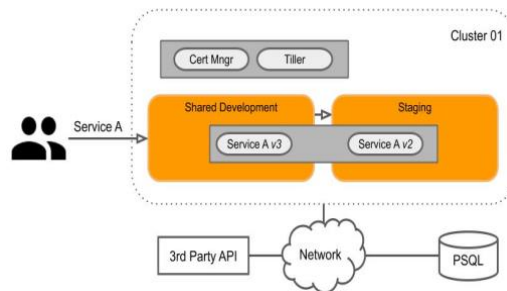 Cluster 01
Cert Mngr
Tiller
Shared Development
Staging
Service A
Service A v3
Service A v2
3rd Party API
Network
PSQL